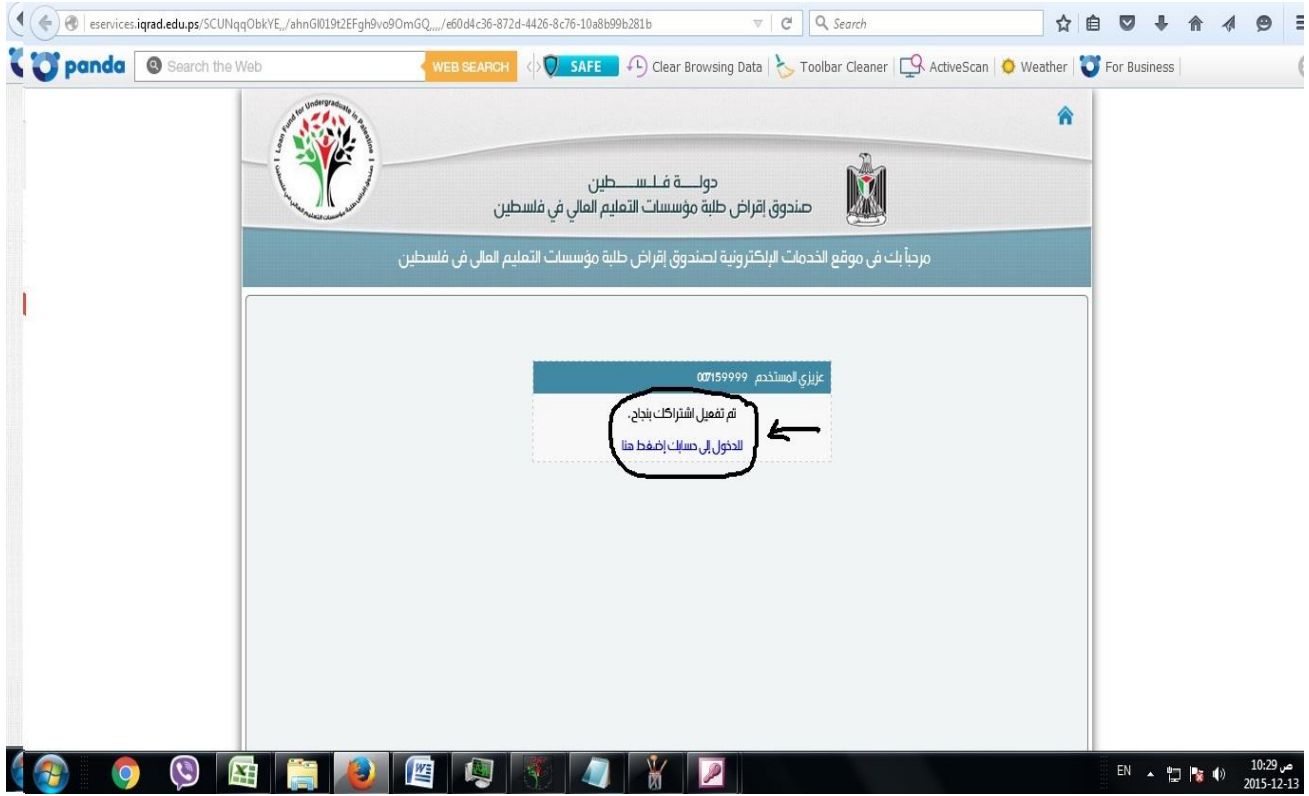 eservices.iqrad.edu.ps/SCUNqqObkYE,,/ahnGl019t2EFgh9vo9OmGQ,,,,/e60d4c36-872d-4426-8c76-10a8b99b281b
Search
panda
Search the Web
WEB SEARCH
SAFE
Clear Browsing Data
Toolbar Cleaner
ActiveScan
Weather
For Business
Loan Fund for Undergraduate in Palestine
دولـــة فـلــســـــطين
صندوق إقراض طلبة مؤسسات التعليم العالي في فلسطين
مرحباً بك في موقع الخدمات الإلكترونية لصندوق إقراض طلبة مؤسسات التعليم العالي في فلسطين
عزيزي المستخدم 007159999
تم تفعيل اشتراكك بنجاح.
للدخول إلى حسابك إضغط هنا
EN
10:29 ص
2015-12-13